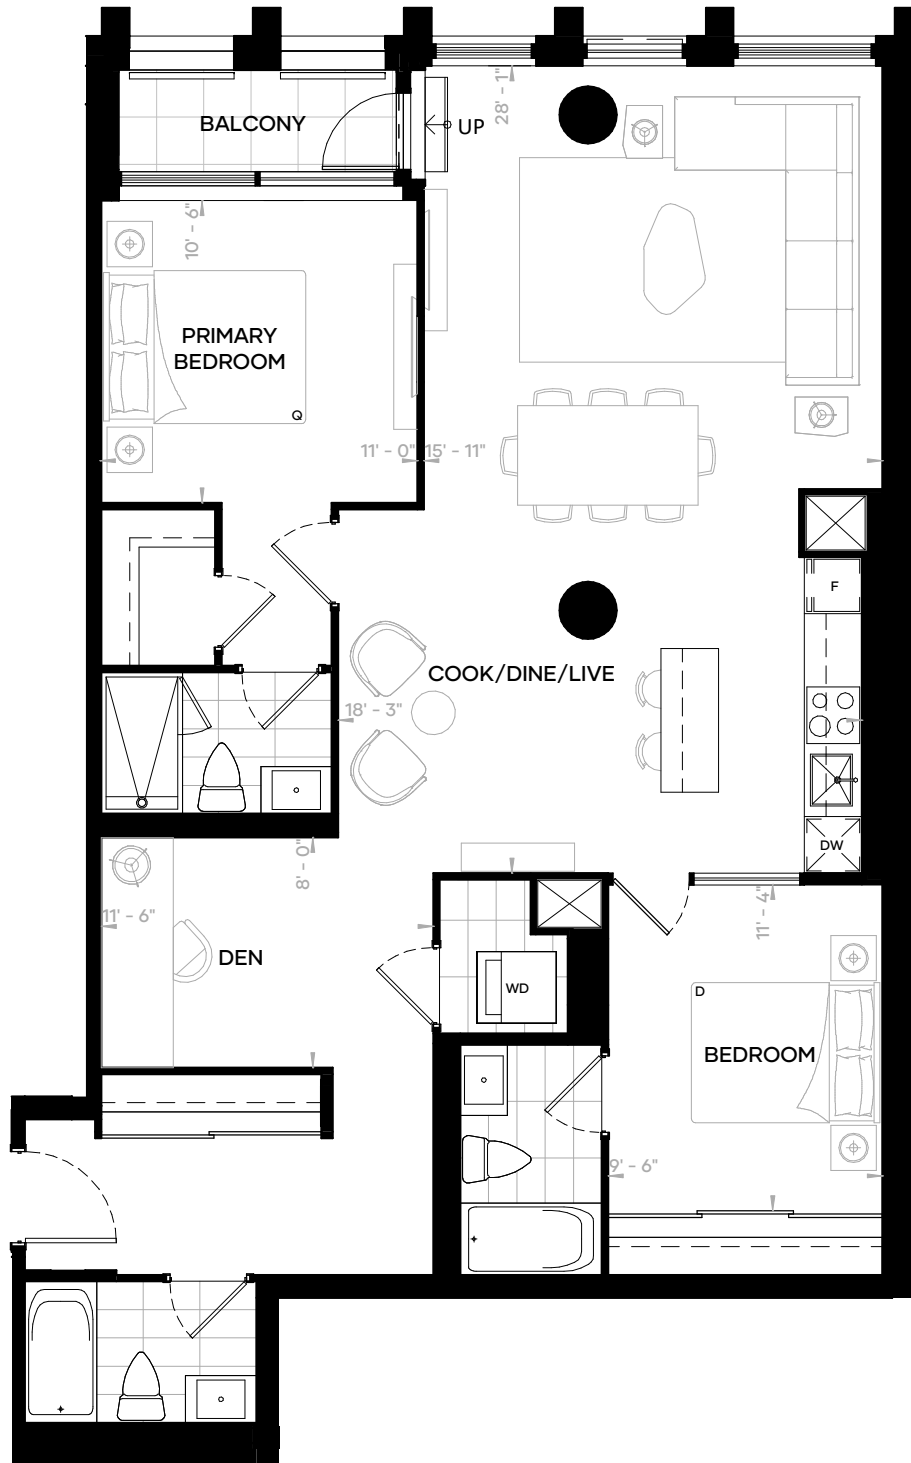 BALCONY
UP
28' - 1"
10' - 6"
PRIMARY
BEDROOM
Q
11' - 0"
15' - 11"
F
COOK/DINE/LIVE
18' - 3"
DW
8' - 0"
11' - 6"
11' - 4"
DEN
WD
D
BEDROOM
9' - 6"